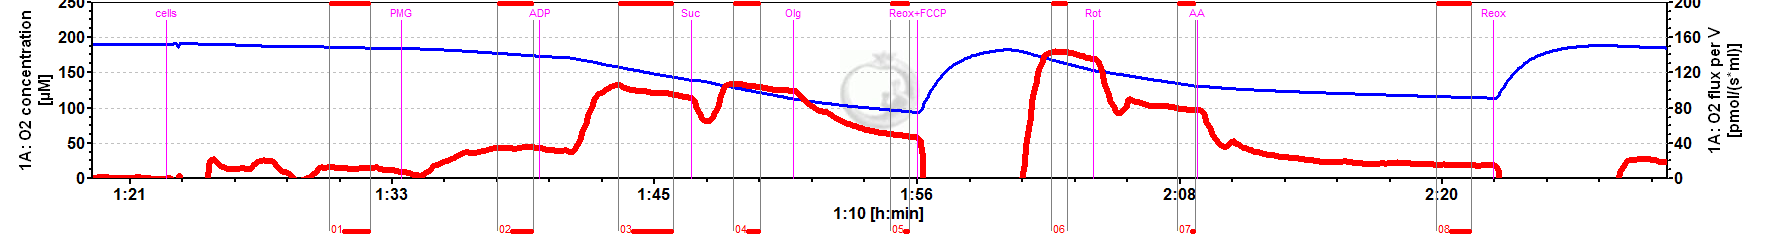 250
200
150
100
50
0
1A: O2 concentration
[µM]
cells
PMG
ADP
Suc
Olg
Reox+FCCP
Rot
AA
Reox
200
160
120
80
40
0
1A: O2 flux per V
[pmol/(s*ml)]
1:21
1:33
1:45
1:56
2:08
2:20
1:10 [h:min]
01
02
03
04
05
06
07
08